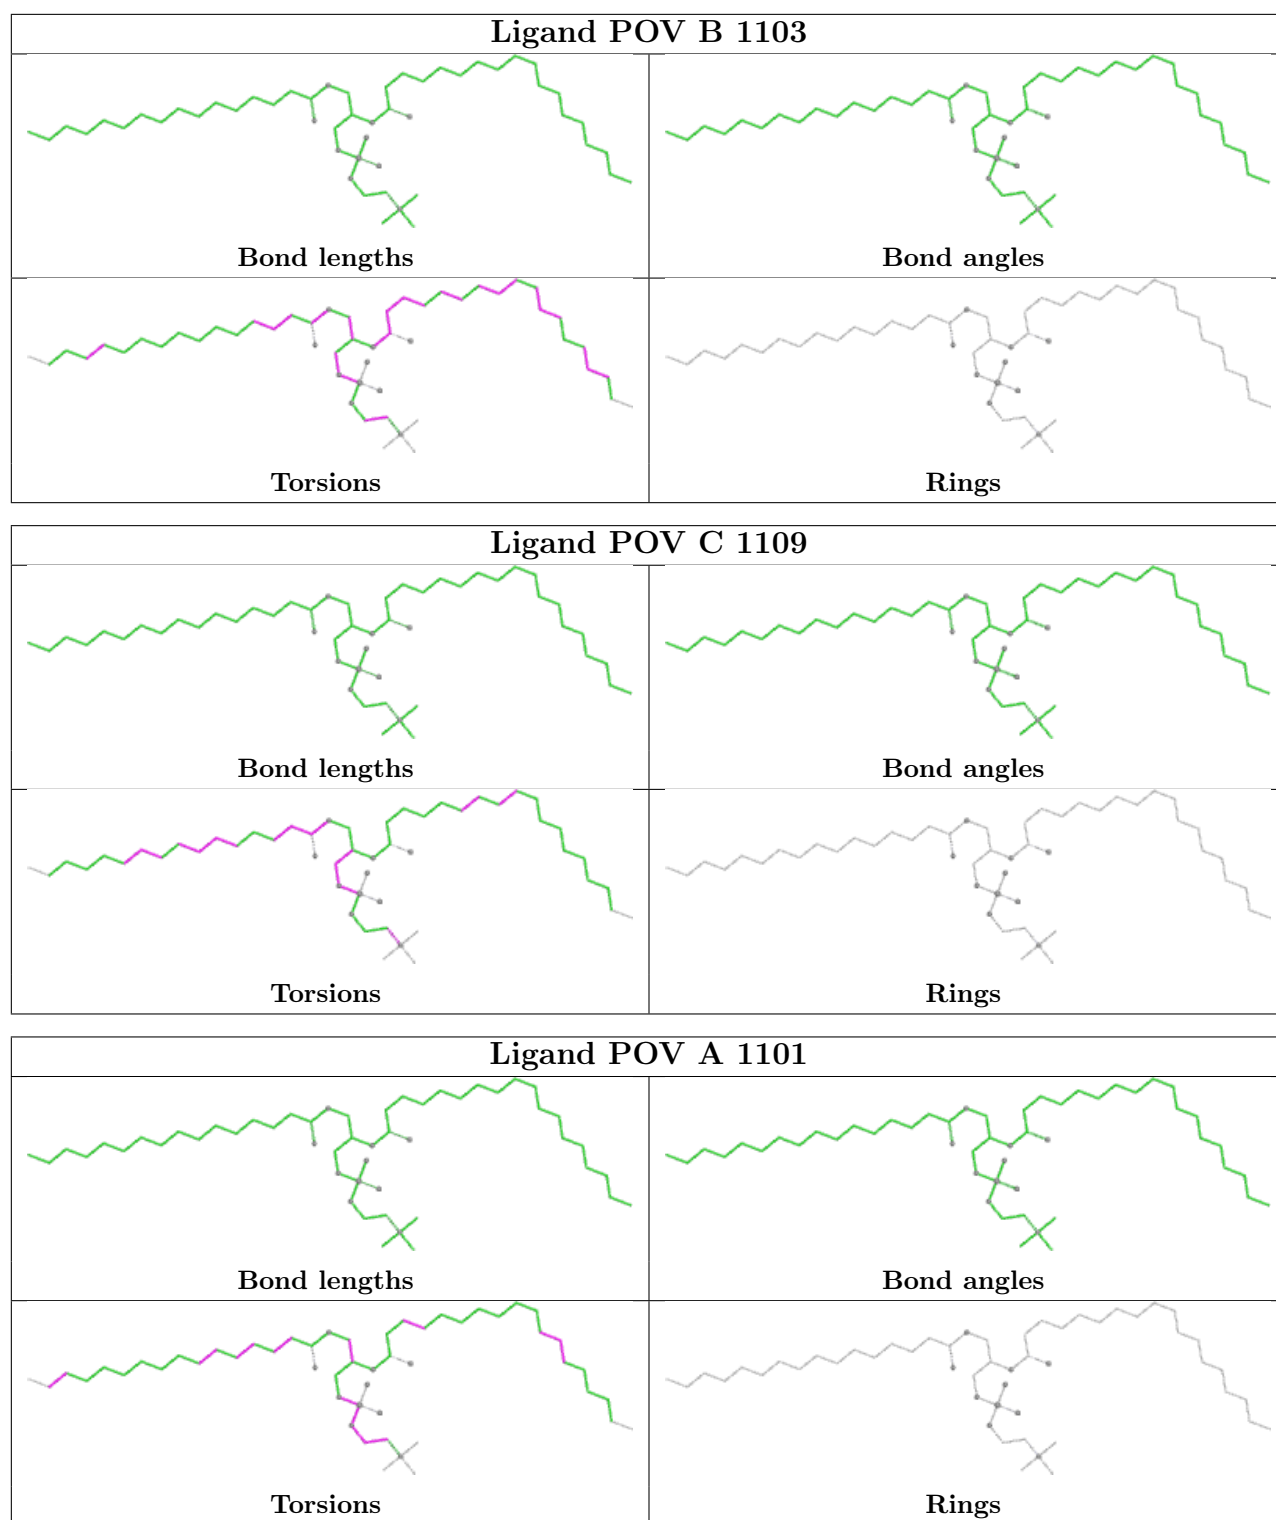 Ligand POV B 1103
Bond lengths
Bond angles
Torsions
Rings
Ligand POV C 1109
Bond lengths
Bond angles
Torsions
Rings
Ligand POV A 1101
Bond lengths
Bond angles
Torsions
Rings